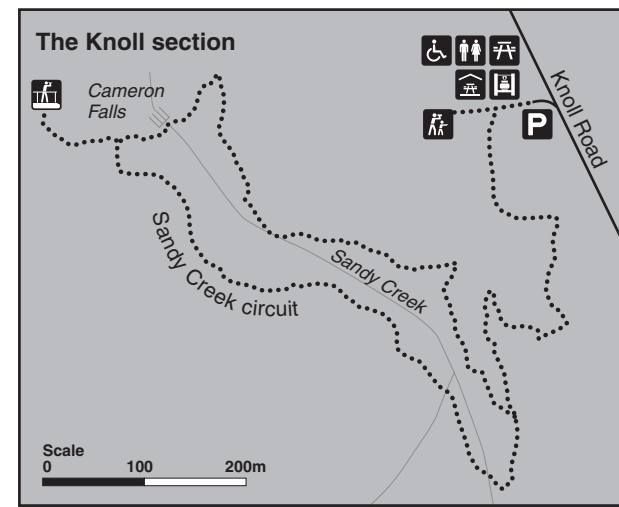 The Knoll section
Cameron
Falls
P
Knoll Road
Sandy Creek
Sandy Creek circuit
Scale
0 100 200m